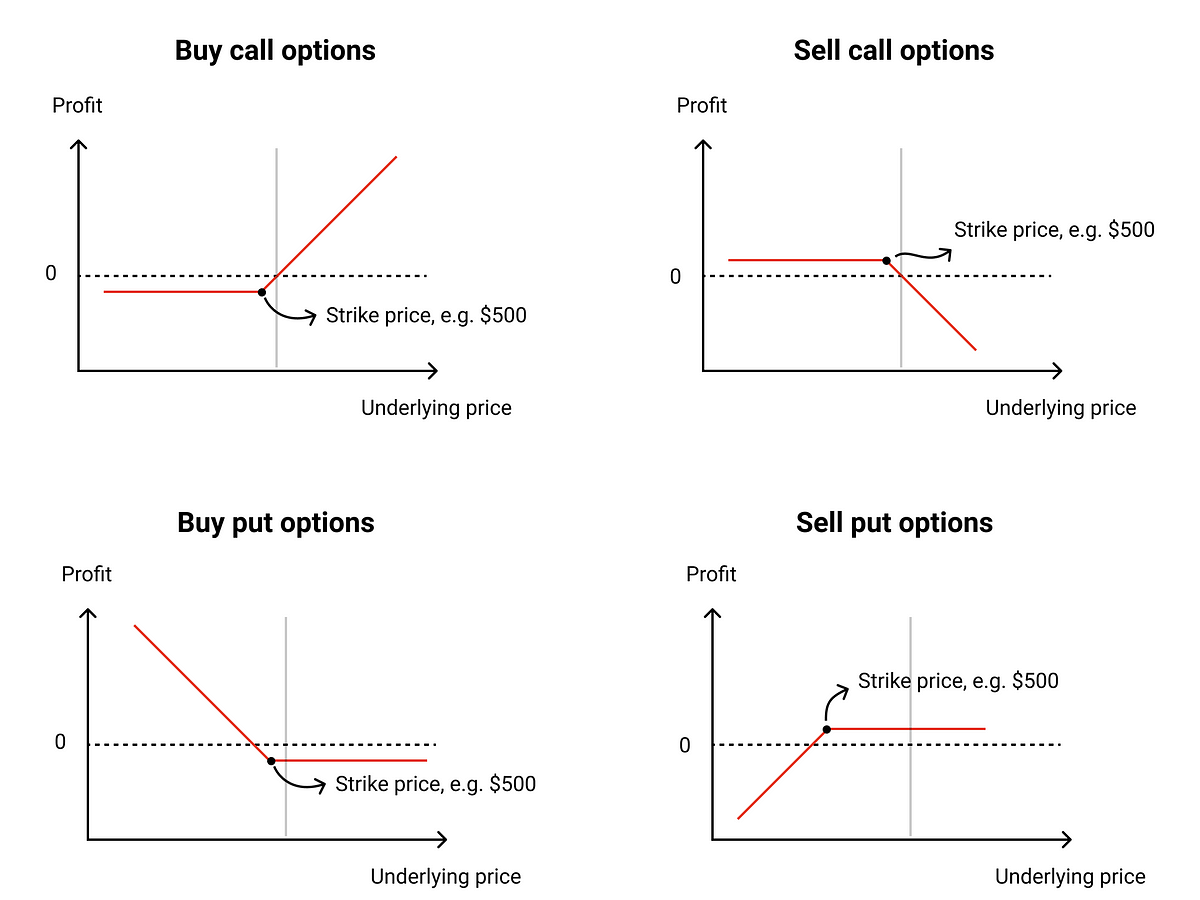 Buy call options
Profit
0
Strike price, e.g. $500
Underlying price
Sell call options
Profit
Strike price, e.g. $500
0
Underlying price
Buy put options
Profit
0
Strike price, e.g. $500
Underlying price
Sell put options
Profit
Strike price, e.g. $500
0
Underlying price